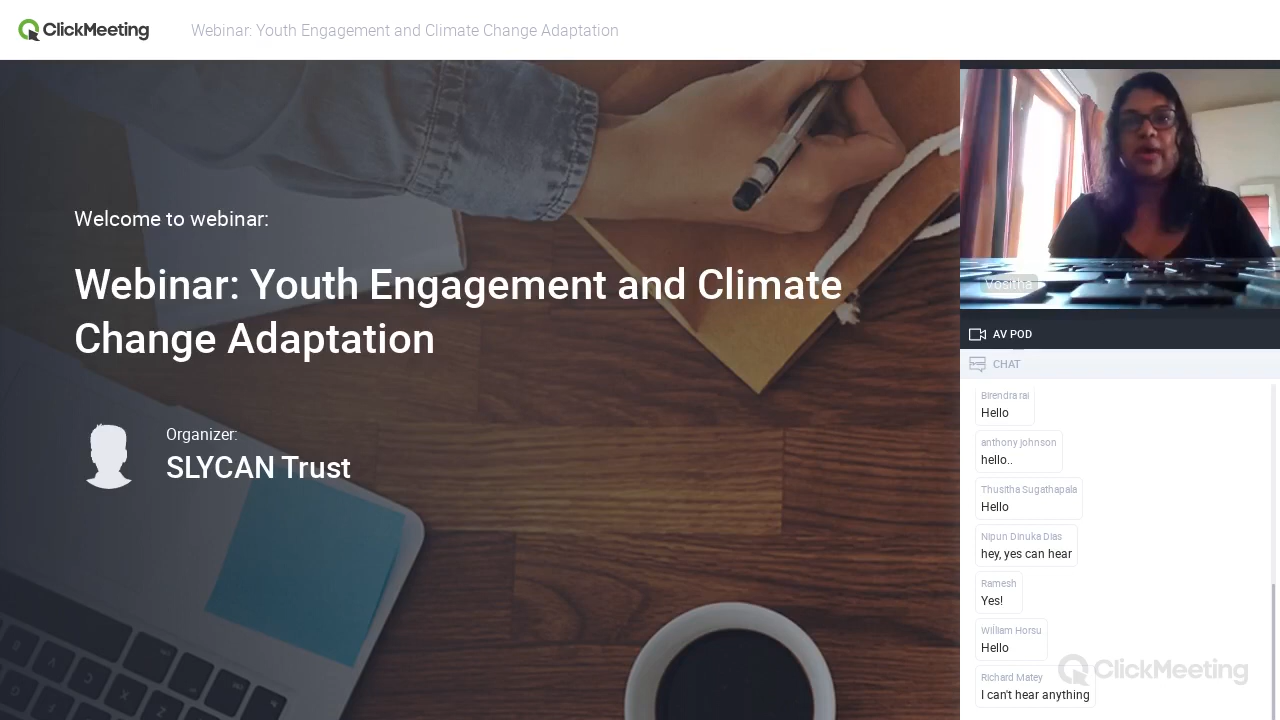 ClickMeeting
Webinar: Youth Engagement and Climate Change Adaptation
Welcome to webinar:
Webinar: Youth Engagement and Climate
Change Adaptation
Organizer:
SLYCAN Trust
Vositha
AV POD
CHAT
Birendra rai
Hello
anthony johnson
hello..
Thusitha Sugathapala
Hello
Nipun Dinuka Dias
hey, yes can hear
Ramesh
Yes!
William Horsu
Hello
Richard Matey
I can't hear anything
ClickMeeting